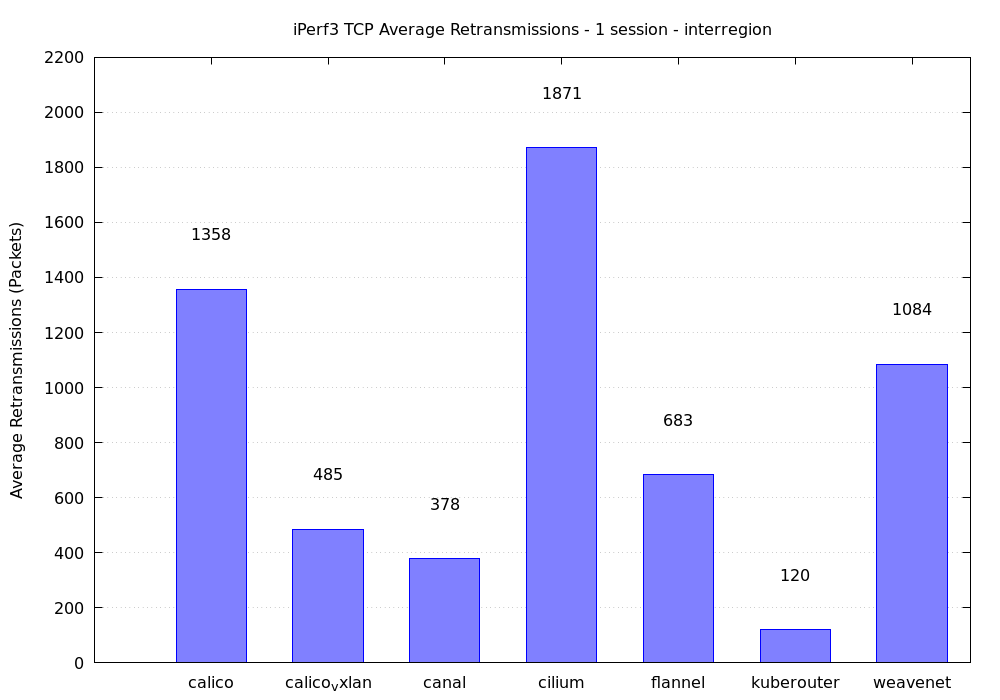 iPerf3 TCP Average Retransmissions - 1 session - interregion
Average Retransmissions (Packets)
2200
2000
1800
1600
1400
1200
1000
800
600
400
200
0
1358
485
378
1871
683
120
1084
calico
calicovxlan
canal
cilium
flannel
kuberouter
weavenet